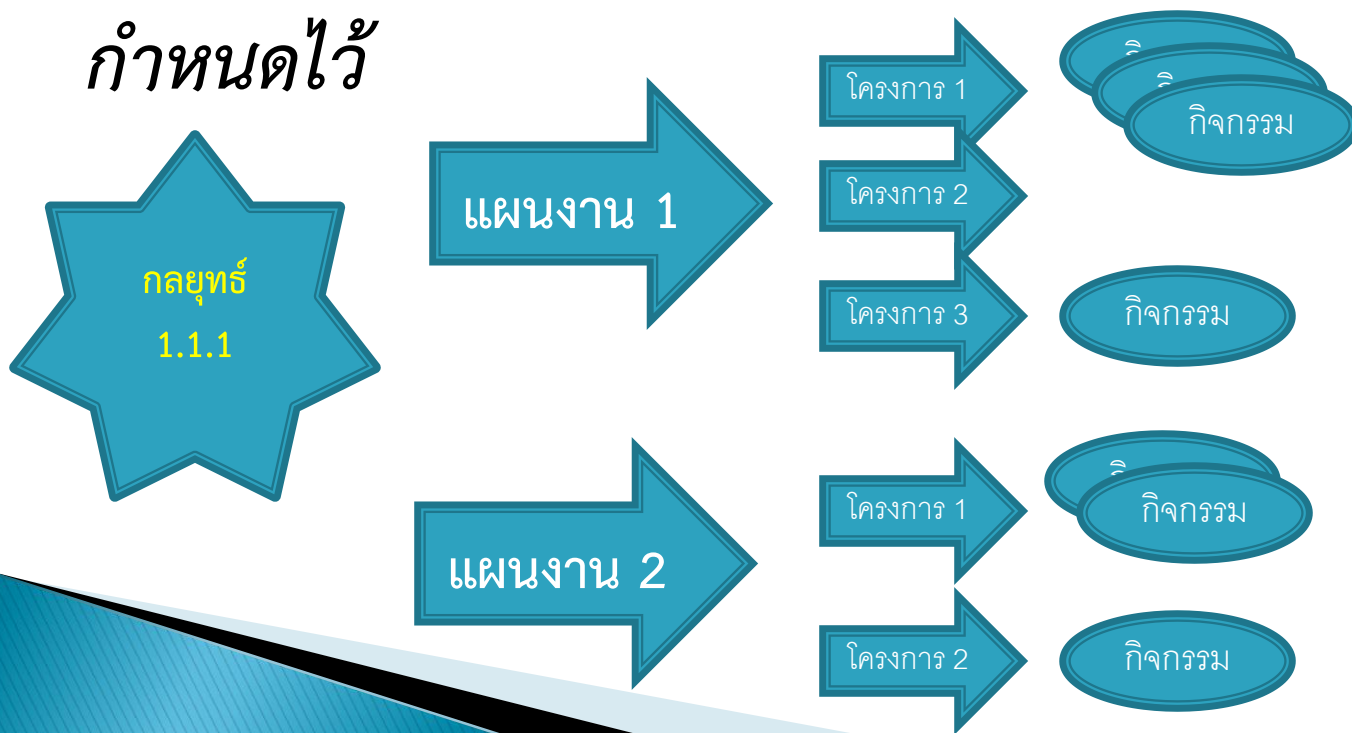 กำหนดไว้
กลยุทธ์
1.1.1
แผนงาน 1
โครงการ 1
โครงการ 2
โครงการ 3
กิจกรรม
กิจกรรม
แผนงาน 2
โครงการ 1
โครงการ 2
กิจกรรม
กิจกรรม